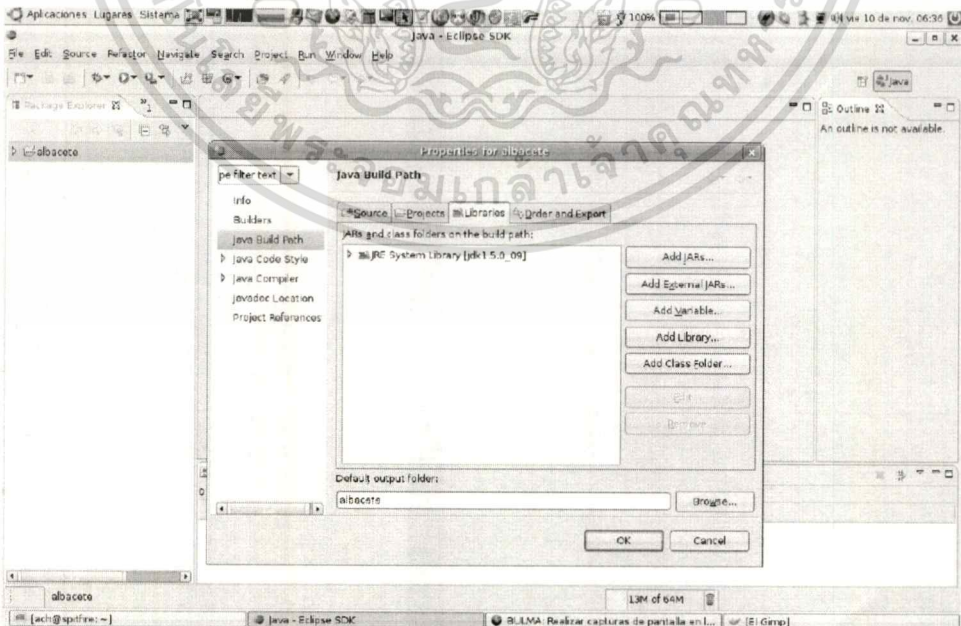 Aplicaciones Lugares Sistema
100%
vie 10 de nov, 06:36
Java - Eclipse SDK
File Edit Source Refactor Navigate Search Project Run Window Help
Java
Package Explorer
Outline
An outline is not available.
albacete
Properties for albacete
pe filter text
Info
Builders
Java Build Path
Java Code Style
Java Compiler
Javadoc Location
Project References
Java Build Path
Source
Projects
Libraries
Order and Export
JARs and class folders on the build path:
JRE System Library [jdk1.5.0_09]
Add JARs...
Add External JARs...
Add Variable...
Add Library...
Add Class Folder...
Edit
Remove
Default output folder:
albacete
Browse...
OK
Cancel
albacete
13M of 64M
[ach@spitfire: ~]
Java - Eclipse SDK
BULMA: Realizar capturas de pantalla en l...
[El Gimp]